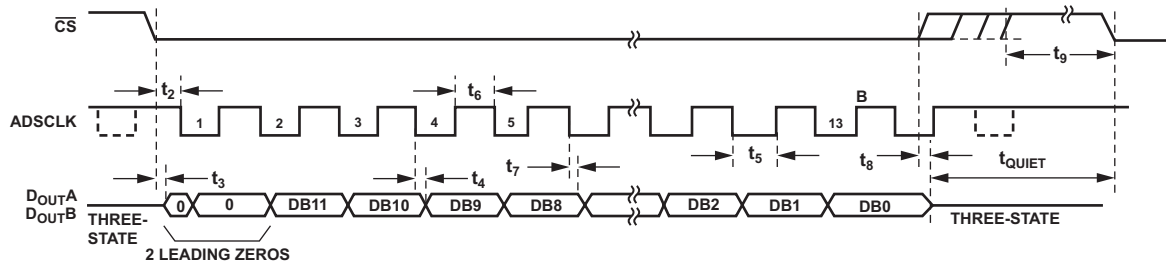 CS
t9
t2
t6
B
ADSCLK
1 2 3 4 5 13
t3
t4
t7
t5
t8
tQUIET
DOUTA
DOUTB
0 0 DB11 DB10 DB9 DB8 DB2 DB1 DB0
THREE-
STATE
THREE-STATE
2 LEADING ZEROS